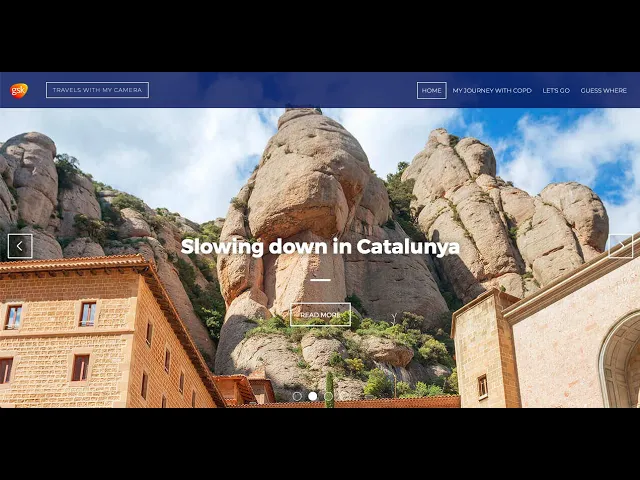 gsk
TRAVELS WITH MY CAMERA
HOME
MY JOURNEY WITH COPD
LET'S GO
GUESS WHERE
Slowing down in Catalunya
READ MORE